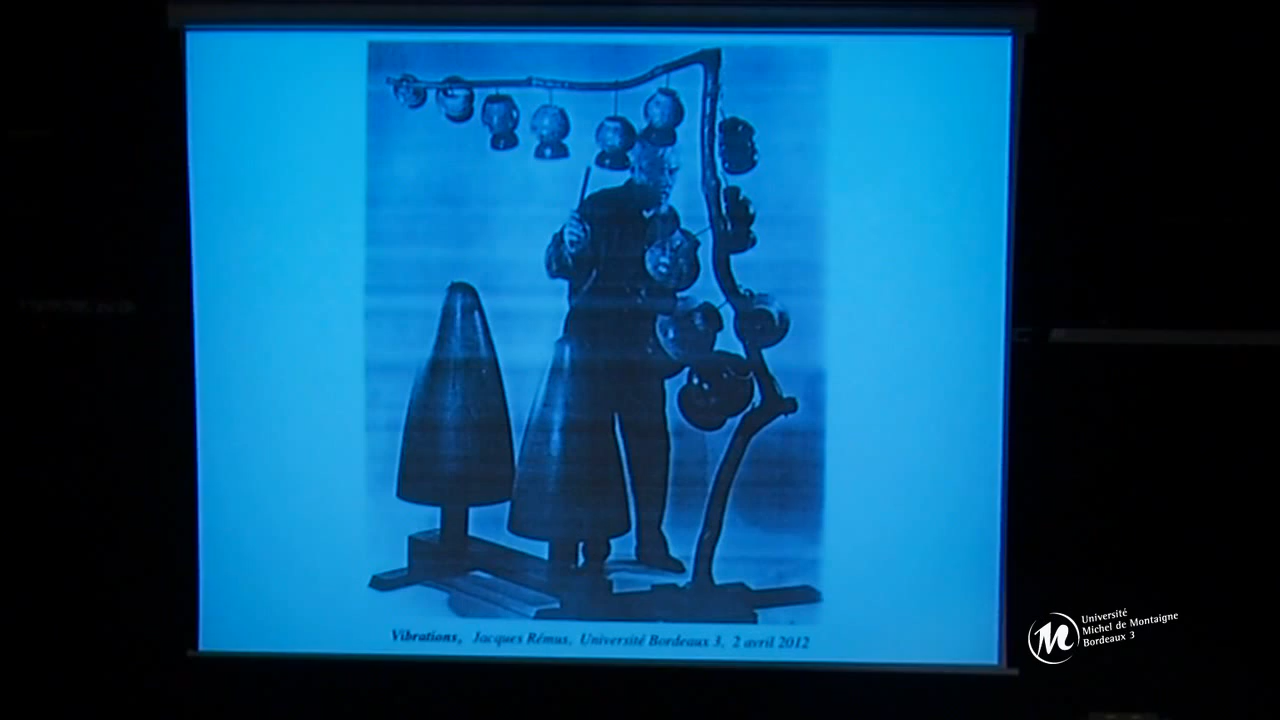 Vibrations, Jacques Rémus, Université Bordeaux 3, 2 avril 2012
Université
Michel de Montaigne
Bordeaux 3